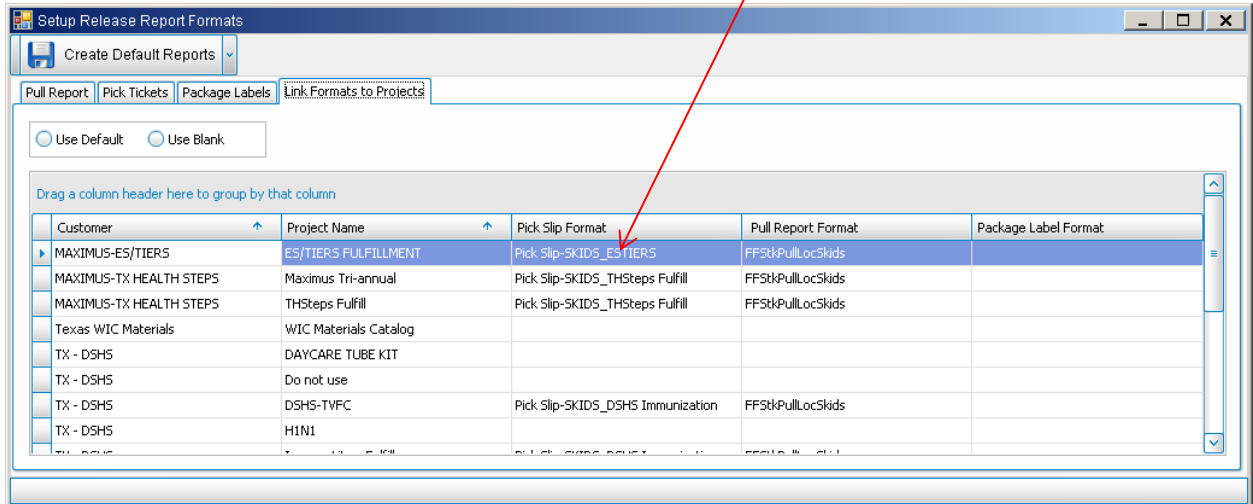 Setup Release Report Formats
Create Default Reports
Pull Report Pick Tickets Package Labels Link Formats to Projects
Use Default Use Blank
Drag a column header here to group by that column
Customer Project Name Pick Slip Format Pull Report Format Package Label Format
MAXIMUS-ES/TIERS ES/TIERS FULFILLMENT Pick Slip-SKIDS_ESTIERS FFStkPullLocSkids
MAXIMUS-TX HEALTH STEPS Maximus Tri-annual Pick Slip-SKIDS_THSteps Fulfill FFStkPullLocSkids
MAXIMUS-TX HEALTH STEPS THSteps Fulfill Pick Slip-SKIDS_THSteps Fulfill FFStkPullLocSkids
Texas WIC Materials WIC Materials Catalog
TX - DSHS DAYCARE TUBE KIT
TX - DSHS Do not use
TX - DSHS DSHS-TVFC Pick Slip-SKIDS_DSHS Immunization FFStkPullLocSkids
TX - DSHS H1N1